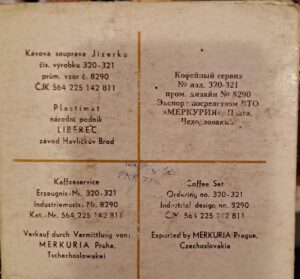 Kávová souprava Jizerka
čís. výrobku 320-321
prům. vzor č. 8290
ČJK 564 225 142 811
Plastimat
národní podnik
LIBEREC
závod Havlíčkův Brod
Кофейный сервиз
№ изд. 320-321
пром. дизайн № 8290
Экспорт посредством ВТО
»МЕРКУРИЯ«, Прага,
Чехословакия
Kaffeeservice
Erzeugnis-Nr. 320-321
Industriemuster Nr. 8290
Kat.-Nr. 564 225 142 811
Verkauf durch Vermittlung von:
MERKURIA Praha,
Tschechoslowakei
Coffee Set
Ordering no. 320-321
Industrial design no. 8290
564 225 142 811
Exported by MERKURIA Prague,
Czechoslovakia